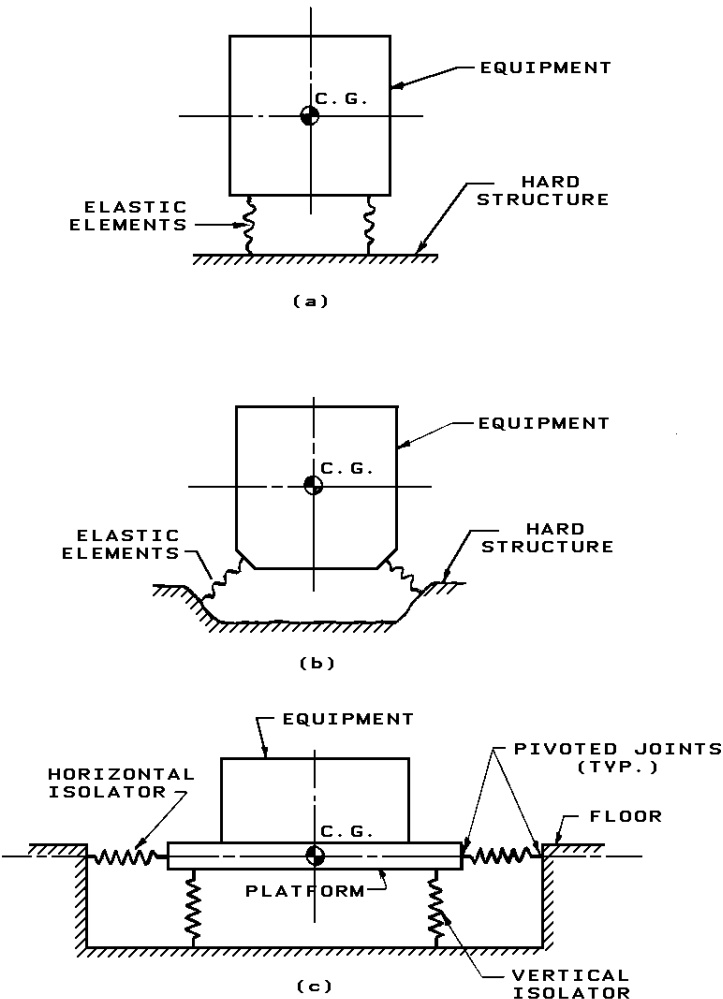 EQUIPMENT
C.G.
HARD
STRUCTURE
ELASTIC
ELEMENTS
(a)
EQUIPMENT
C.G.
ELASTIC
ELEMENTS
HARD
STRUCTURE
(b)
EQUIPMENT
PIVOTED JOINTS
(TYP.)
HORIZONTAL
ISOLATOR
FLOOR
C.G.
PLATFORM
VERTICAL
ISOLATOR
(c)